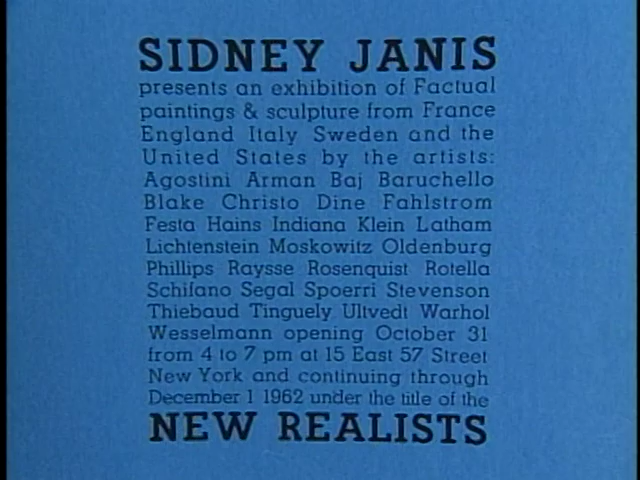 SIDNEY JANIS
presents an exhibition of Factual
paintings & sculpture from France
England Italy Sweden and the
United States by the artists:
Agostini Arman Baj Baruchello
Blake Christo Dine Fahlstrom
Festa Hains Indiana Klein Latham
Lichtenstein Moskowitz Oldenburg
Phillips Raysse Rosenquist Rotella
Schifano Segal Spoerri Stevenson
Thiebaud Tinguely Ultvedt Warhol
Wesselmann opening October 31
from 4 to 7 pm at 15 East 57 Street
New York and continuing through
December 1 1962 under the title of the
NEW REALISTS